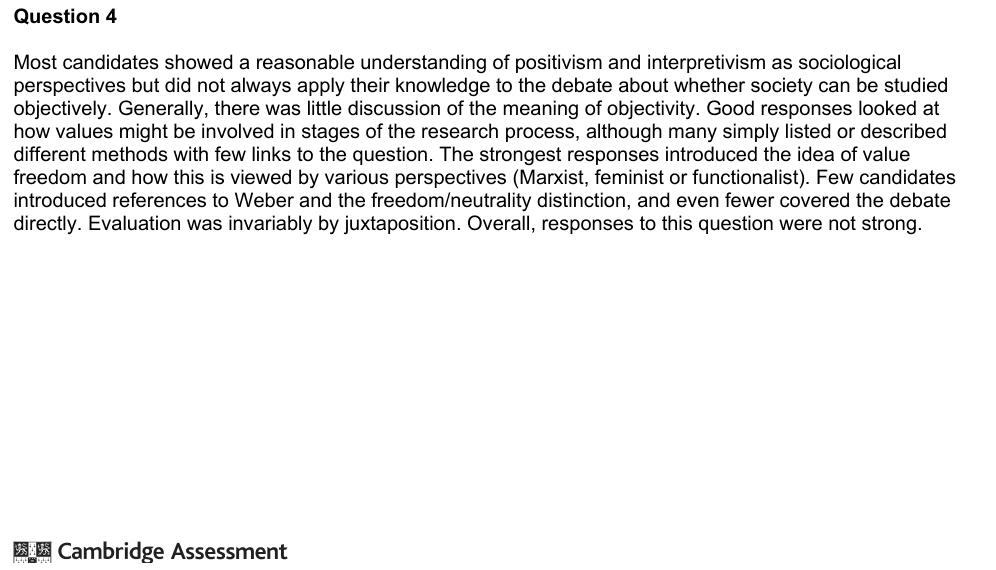 Question 4
Most candidates showed a reasonable understanding of positivism and interpretivism as sociological
perspectives but did not always apply their knowledge to the debate about whether society can be studied
objectively. Generally, there was little discussion of the meaning of objectivity. Good responses looked at
how values might be involved in stages of the research process, although many simply listed or described
different methods with few links to the question. The strongest responses introduced the idea of value
freedom and how this is viewed by various perspectives (Marxist, feminist or functionalist). Few candidates
introduced references to Weber and the freedom/neutrality distinction, and even fewer covered the debate
directly. Evaluation was invariably by juxtaposition. Overall, responses to this question were not strong.
Cambridge Assessment